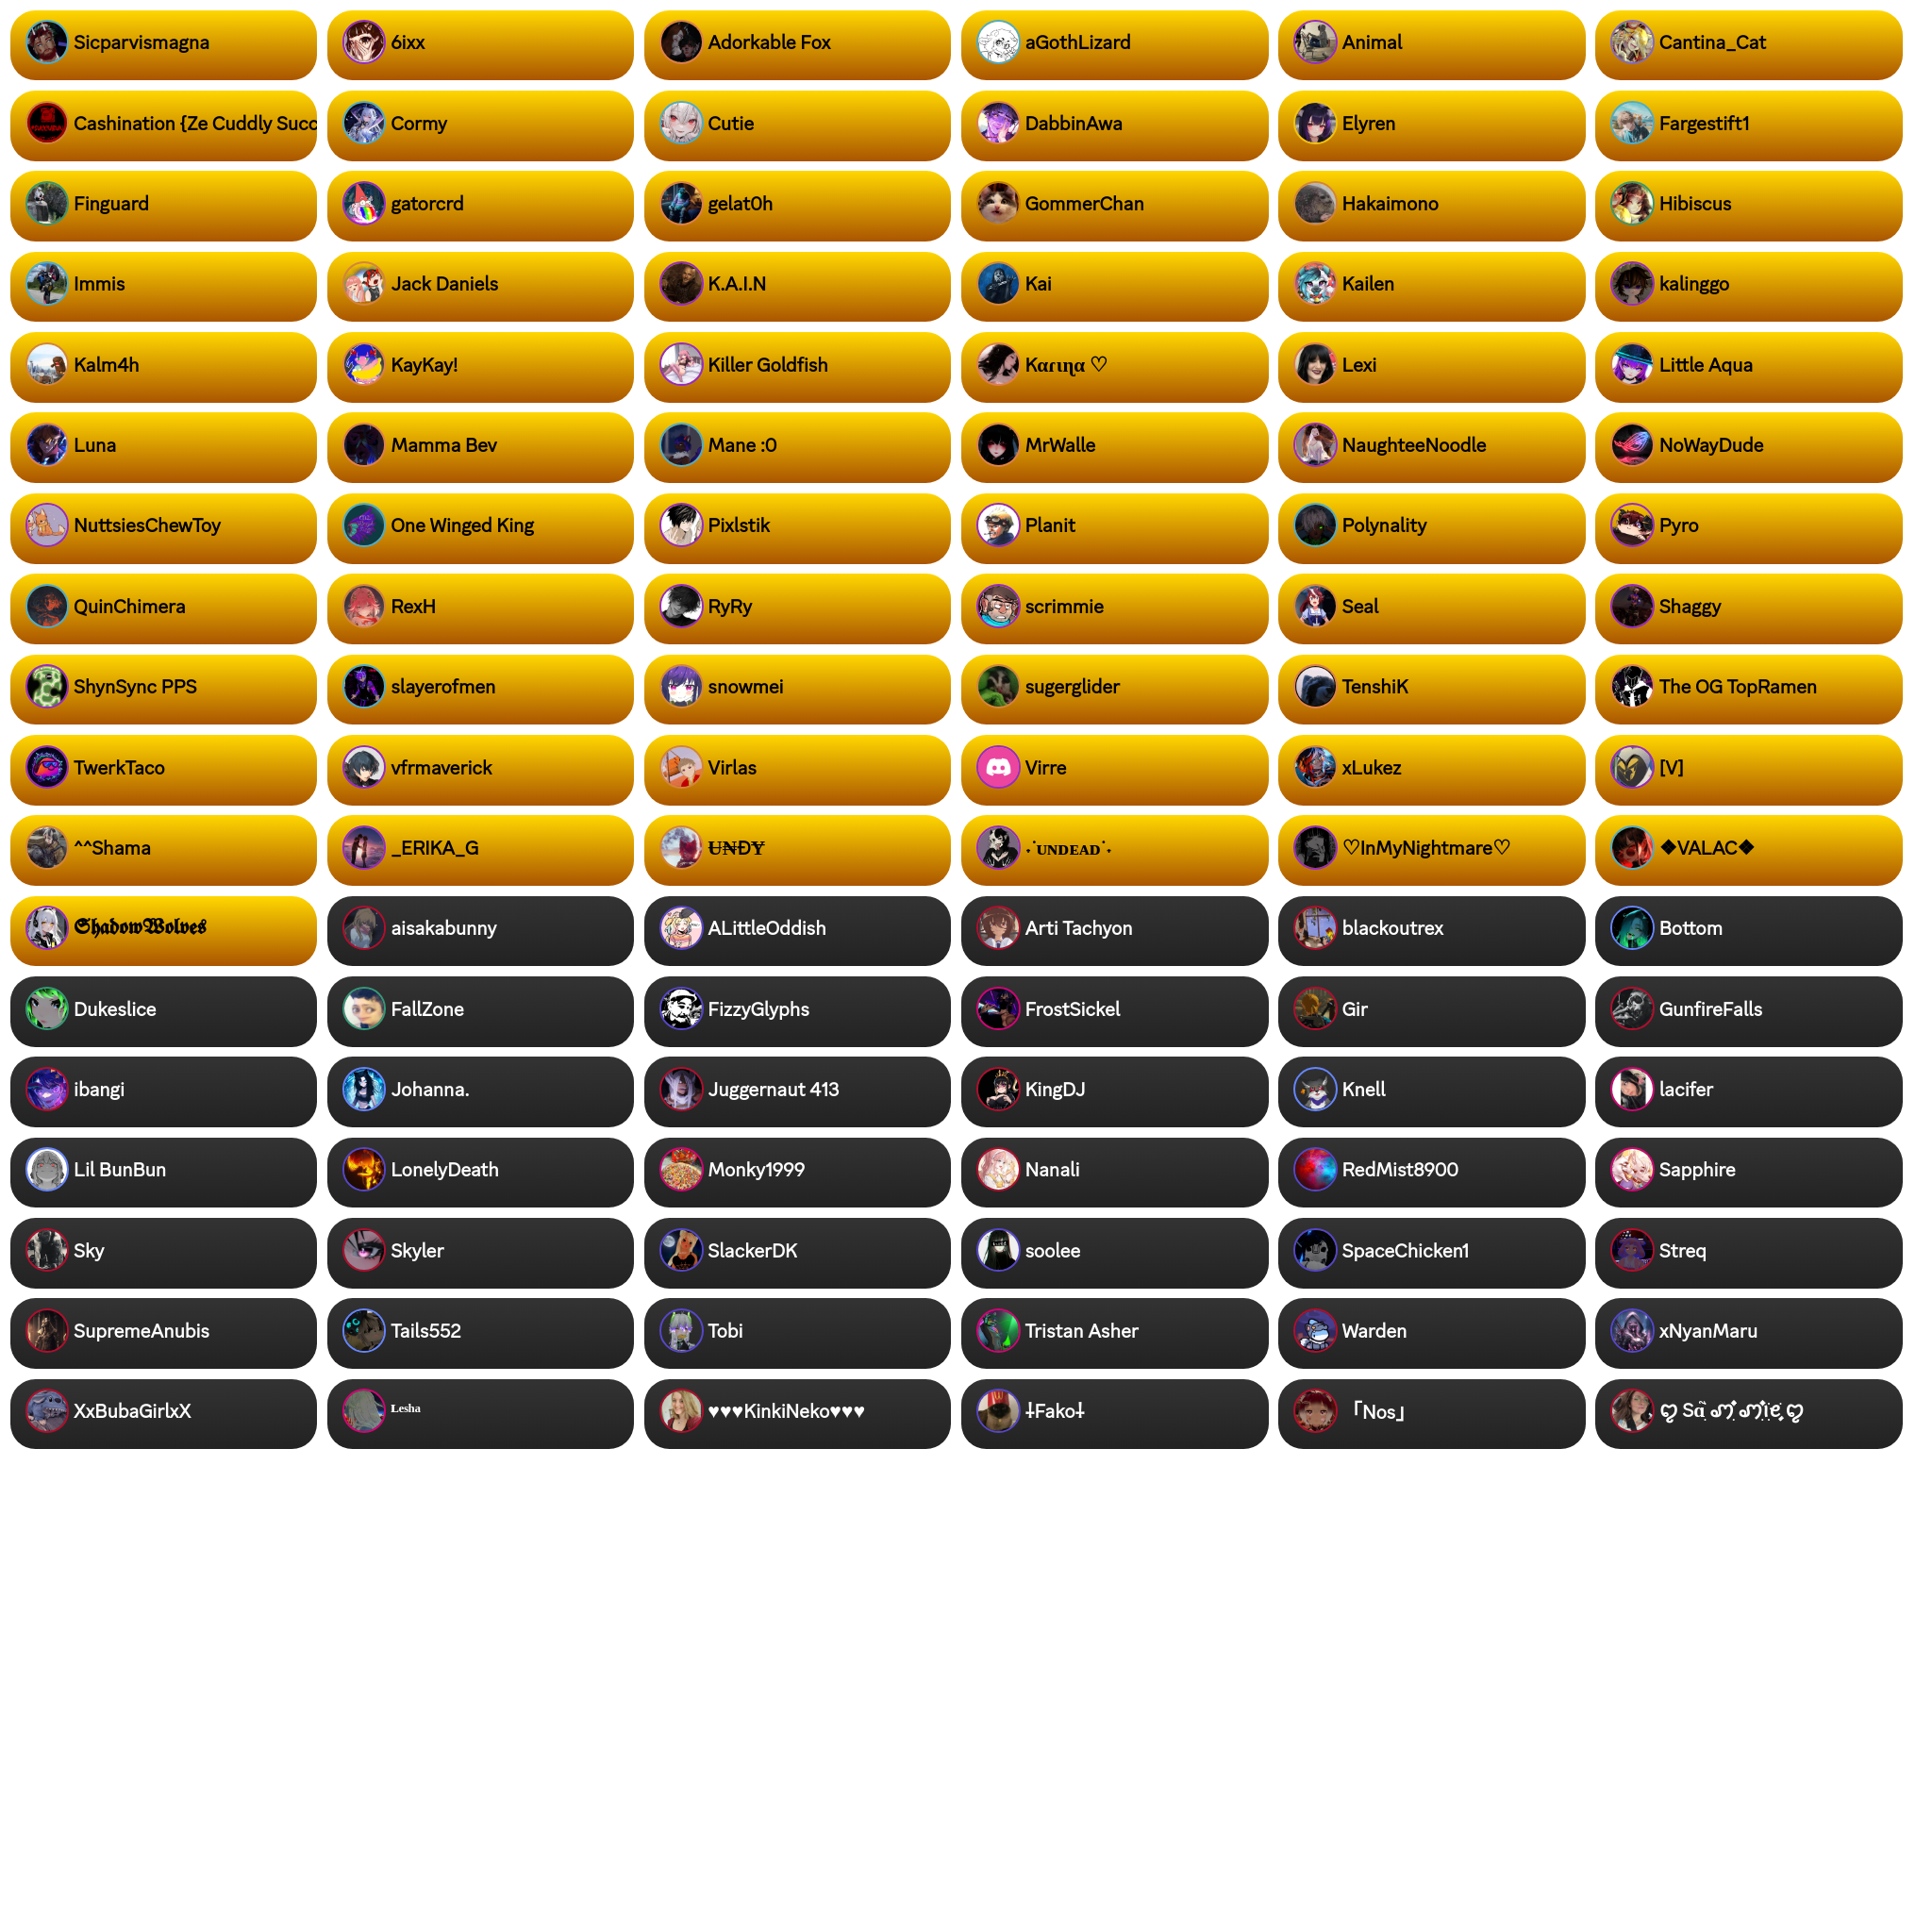 Sicparvismagna
6ixx
Adorkable Fox
aGothLizard
Animal
Cantina_Cat
Cashination {Ze Cuddly Succ
Cormy
Cutie
DabbinAwa
Elyren
Fargestift1
Finguard
gatorcrd
gelat0h
GommerChan
Hakaimono
Hibiscus
Immis
Jack Daniels
K.A.I.N
Kai
Kailen
kalinggo
Kalm4h
KayKay!
Killer Goldfish
Kαɾιɳα ♡
Lexi
Little Aqua
Luna
Mamma Bev
Mane :0
MrWalle
NaughteeNoodle
NoWayDude
NuttsiesChewToy
One Winged King
Pixlstik
Planit
Polynality
Pyro
QuinChimera
RexH
RyRy
scrimmie
Seal
Shaggy
ShynSync PPS
slayerofmen
snowmei
sugerglider
TenshiK
The OG TopRamen
TwerkTaco
vfrmaverick
Virlas
Virre
xLukez
[V]
^^Shama
_ERIKA_G
Ʉ₦ĐɎ
˖˙ᴜɴᴅᴇᴀᴅ˙˖
♡InMyNightmare♡
❖VALAC❖
𝕾𝖍𝖆𝖉𝖔𝖜𝖂𝖔𝖑𝖛𝖊𝖘
aisakabunny
ALittleOddish
Arti Tachyon
blackoutrex
Bottom
Dukeslice
FallZone
FizzyGlyphs
FrostSickel
Gir
GunfireFalls
ibangi
Johanna.
Juggernaut 413
KingDJ
Knell
lacifer
Lil BunBun
LonelyDeath
Monky1999
Nanali
RedMist8900
Sapphire
Sky
Skyler
SlackerDK
soolee
SpaceChicken1
Streq
SupremeAnubis
Tails552
Tobi
Tristan Asher
Warden
xNyanMaru
XxBubaGirlxX
ᴸᵉˢʰᵃ
♥♥♥KinkiNeko♥♥♥
⸸Fako⸸
「Nos」